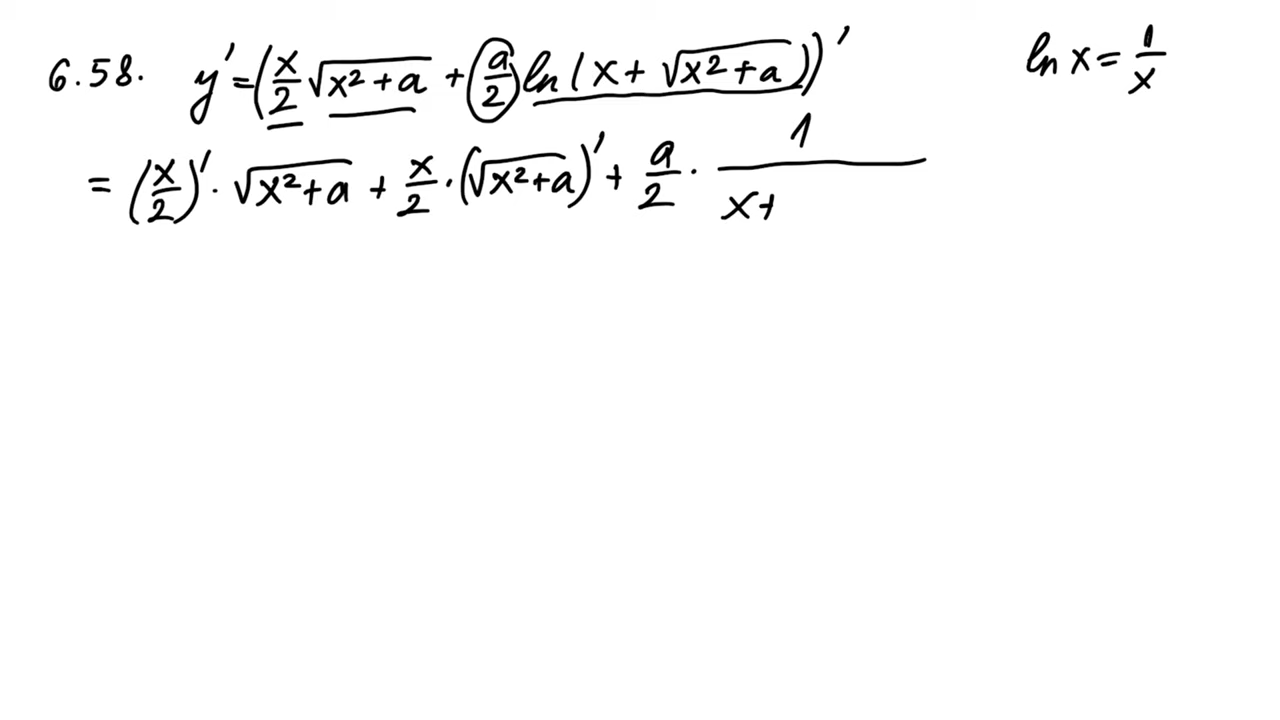 6.58. y' = (x/2 √(x²+a) + a/2 ln(x+√(x²+a)))'
ln x = 1/x
= (x/2)' · √(x²+a) + x/2 · (√(x²+a))' + a/2 · 1/(x+